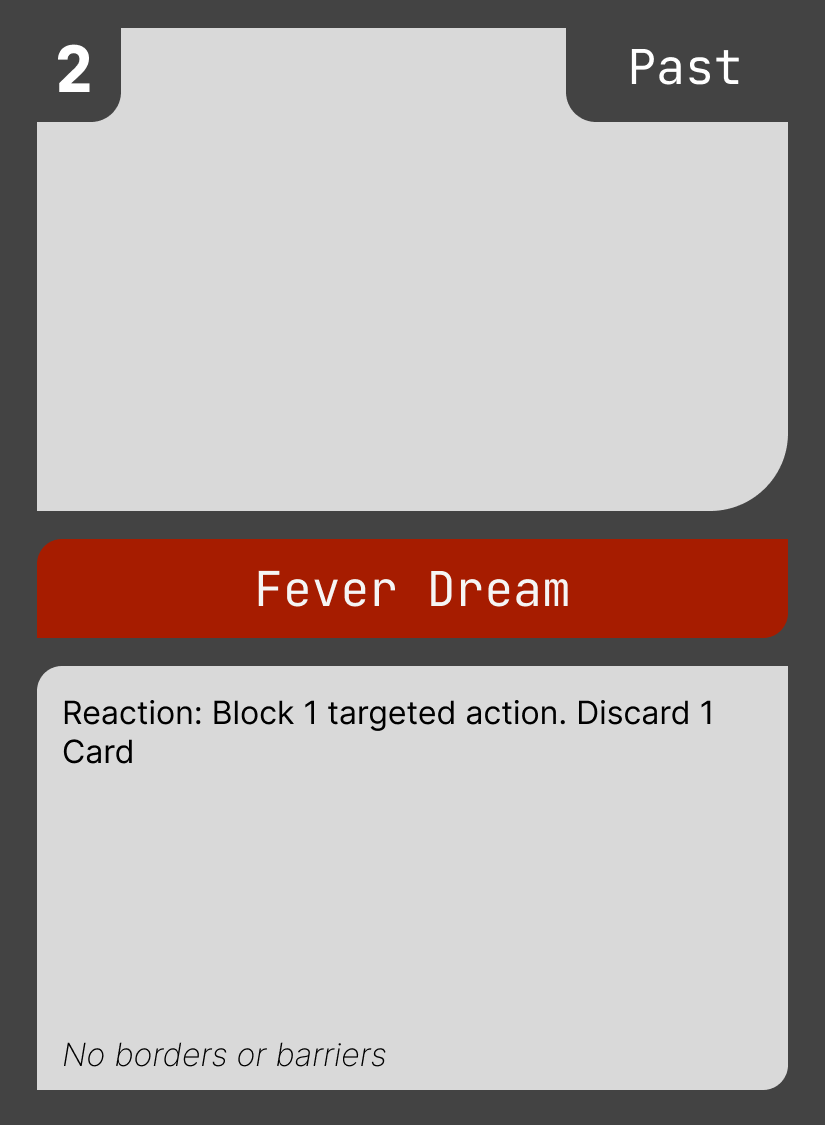 2
Past
Fever Dream
Reaction: Block 1 targeted action. Discard 1
Card
No borders or barriers